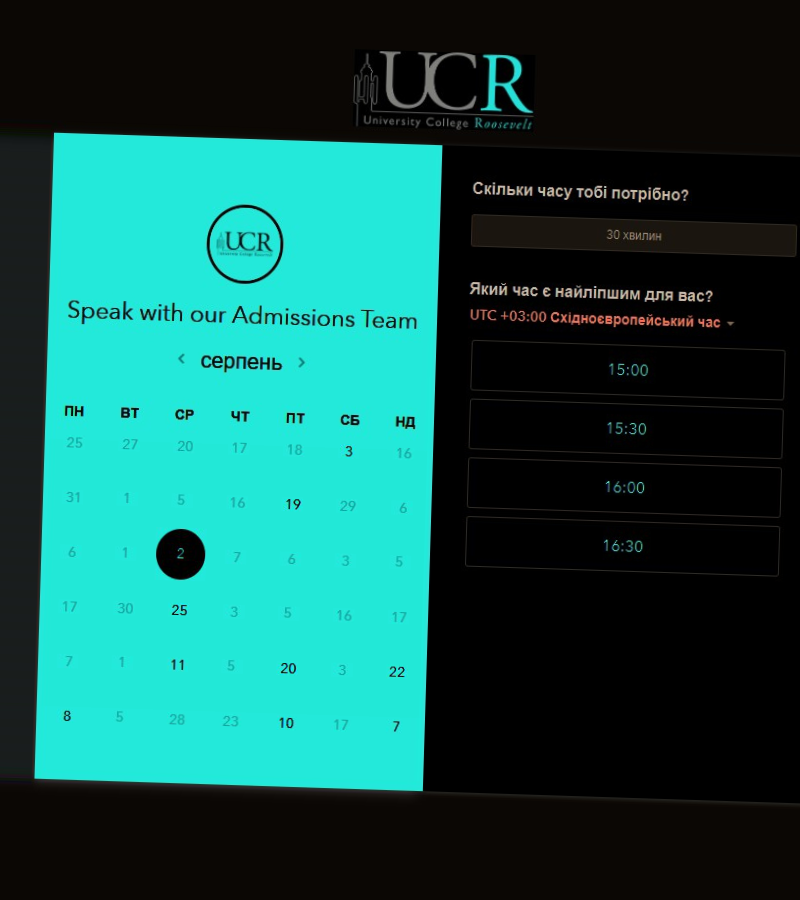 UCR
University College Roosevelt
UCR
Speak with our Admissions Team
серпень
ПН ВТ СР ЧТ ПТ СБ НД
25 27 20 17 18 3 16
31 1 5 16 19 29 6
6 1 2 7 6 3 5
17 30 25 3 5 16 17
7 1 11 5 20 3 22
8 5 28 23 10 17 7
Скільки часу тобі потрібно?
30 хвилин
Який час є найліпшим для вас?
UTC +03:00 Східноєвропейський час
15:00
15:30
16:00
16:30